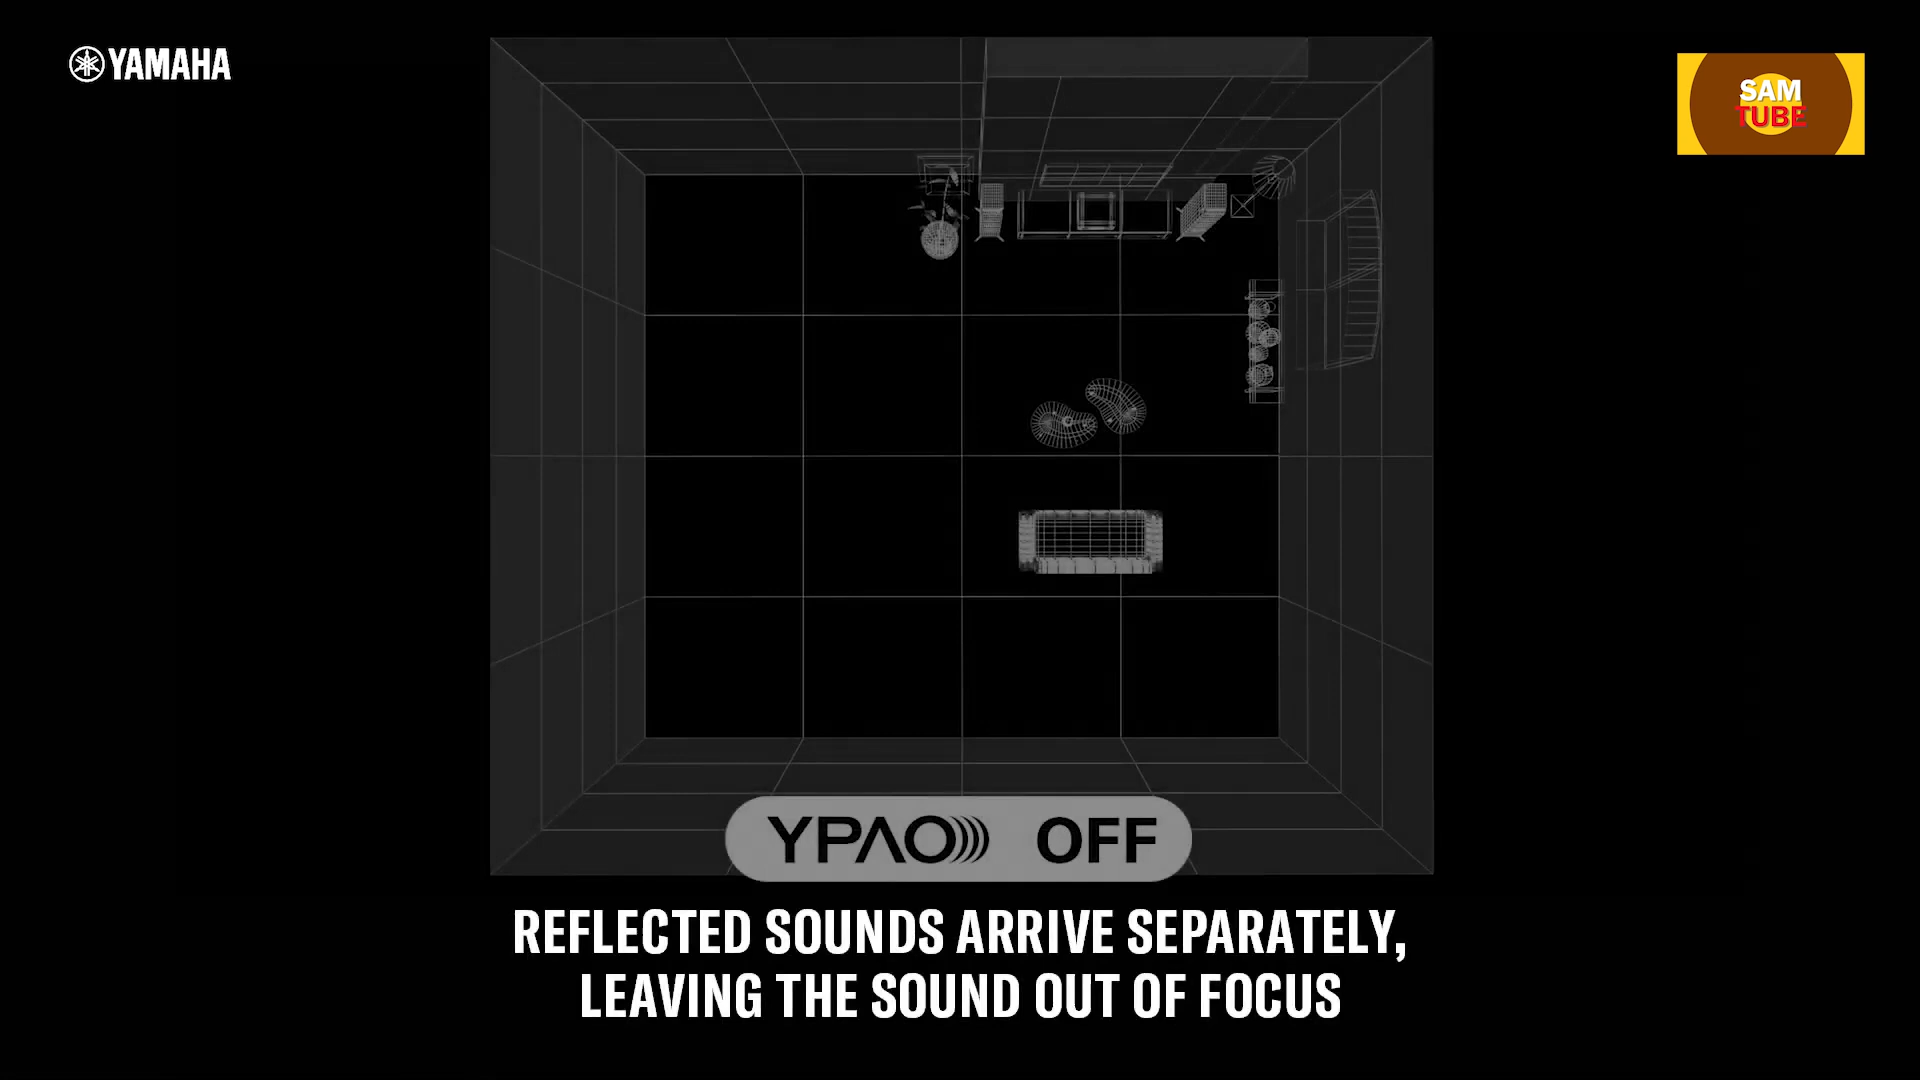 YAMAHA
SAM
TUBE
YPAO OFF
REFLECTED SOUNDS ARRIVE SEPARATELY,
LEAVING THE SOUND OUT OF FOCUS